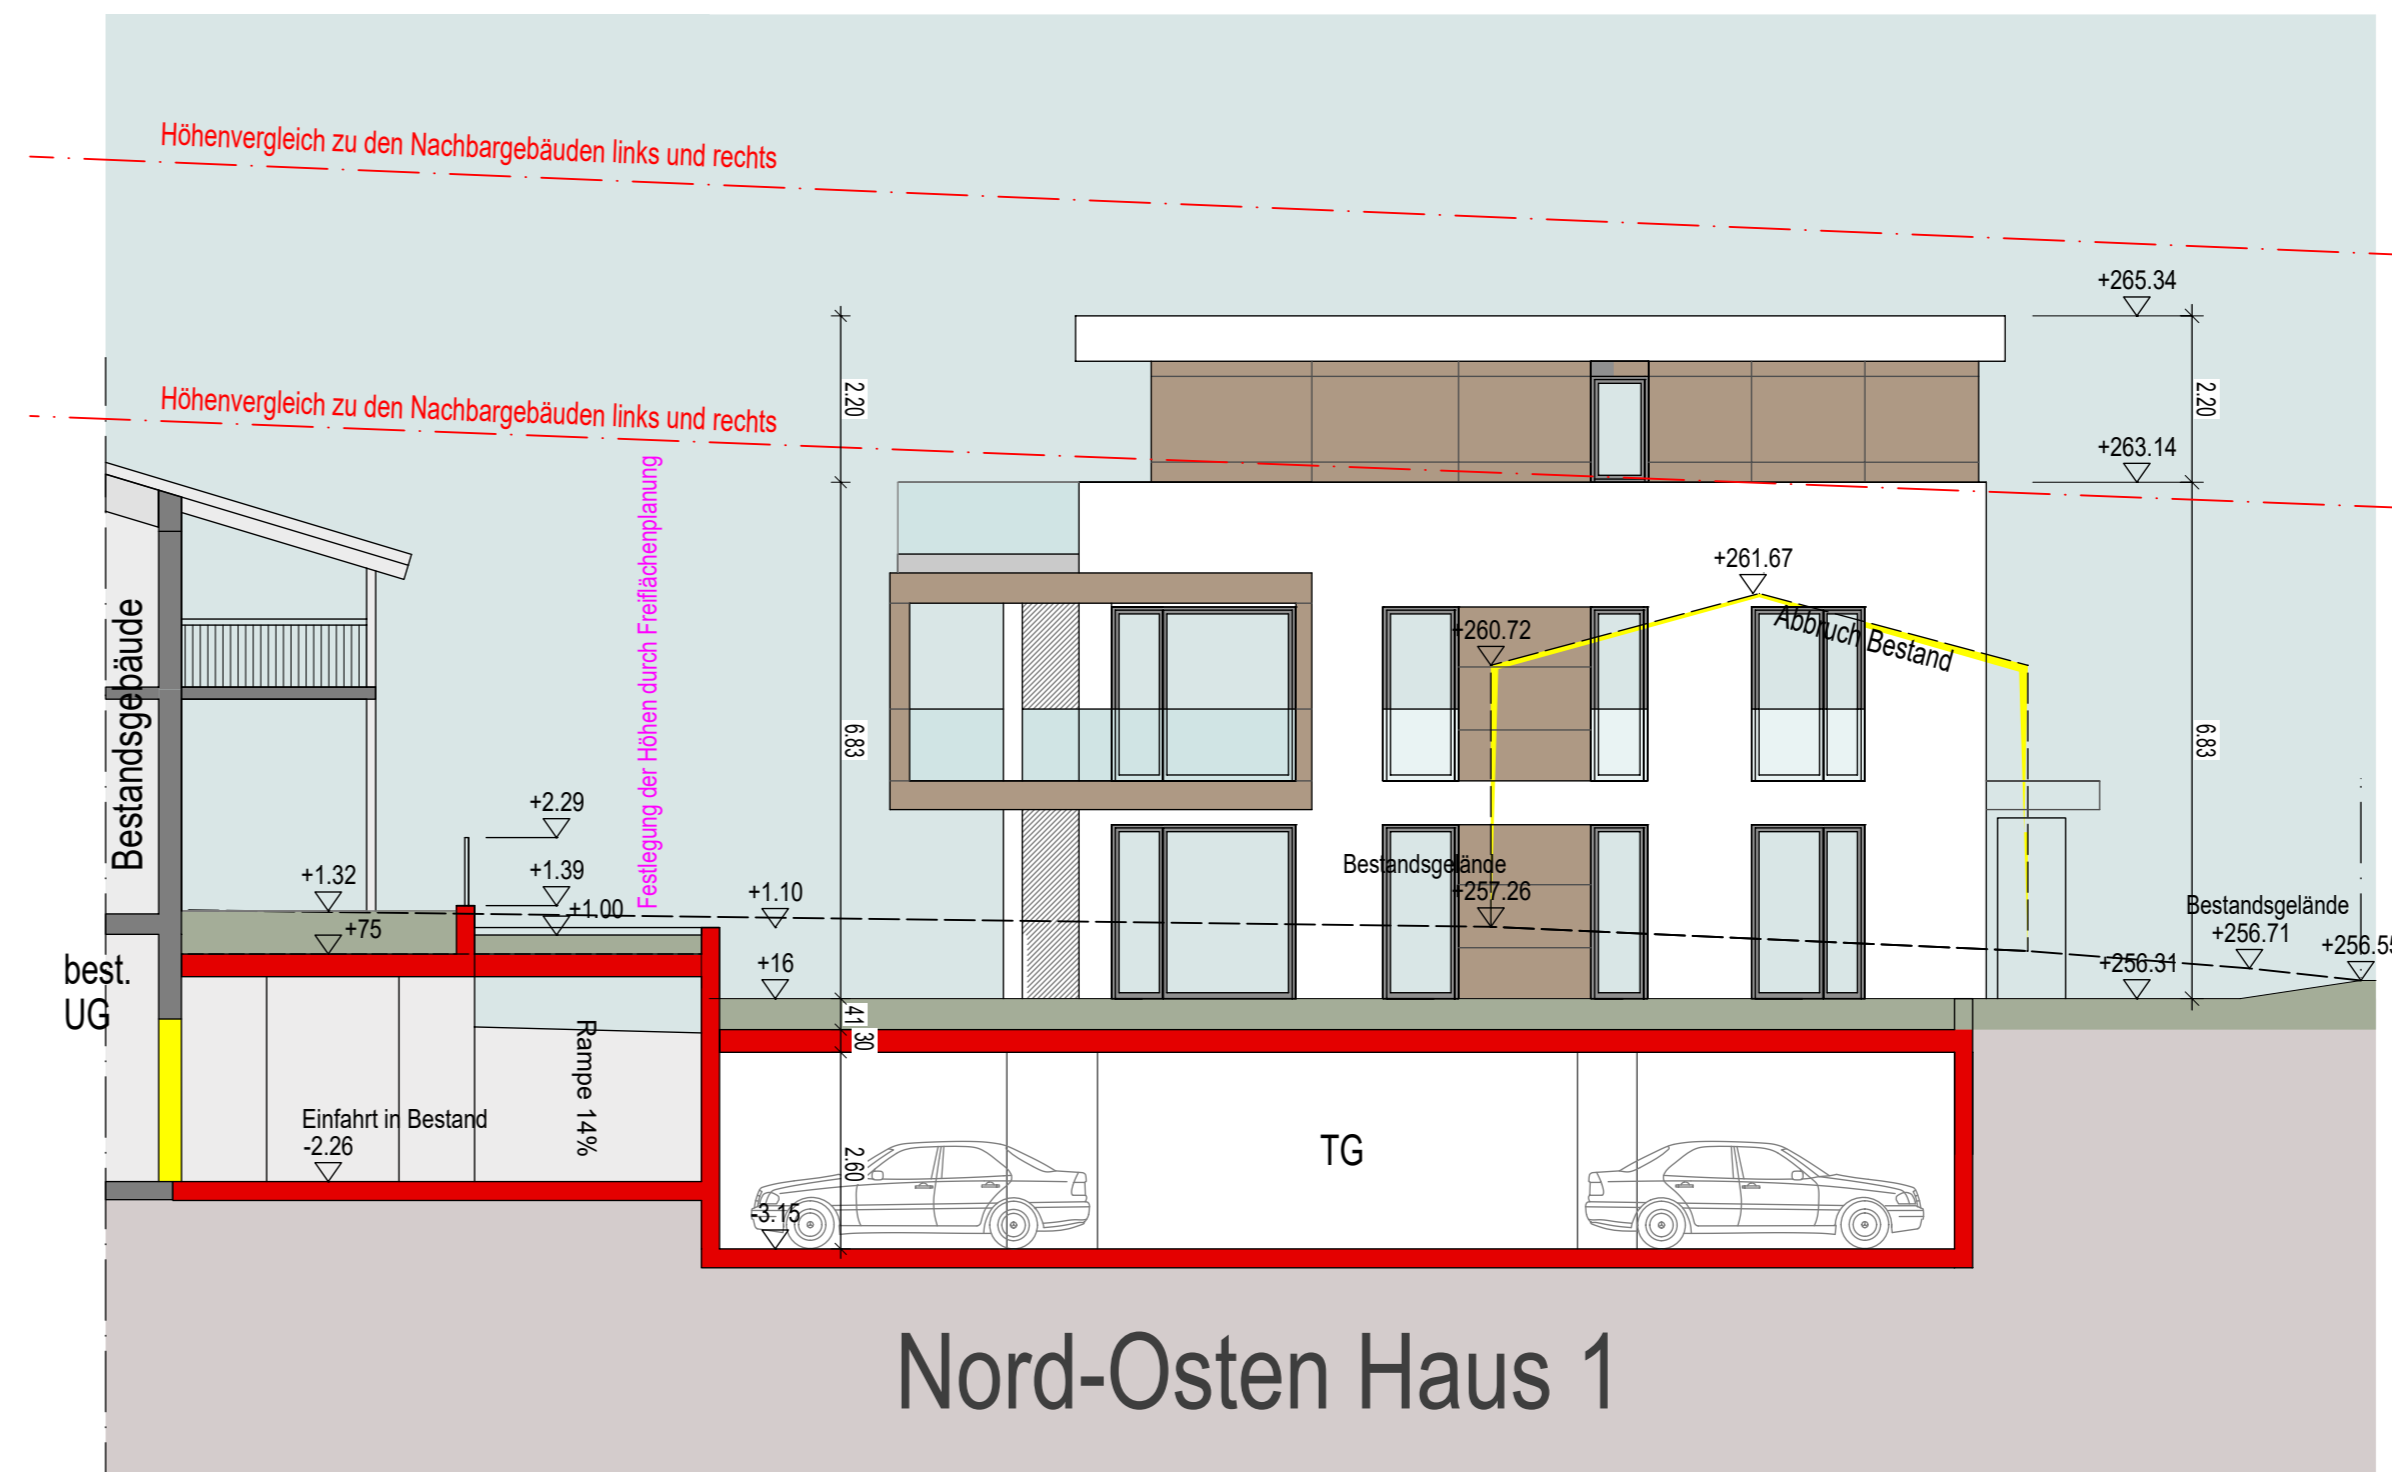 Höhenvergleich zu den Nachbargebäuden links und rechts
+265.34
2.20
2.20
Höhenvergleich zu den Nachbargebäuden links und rechts
+263.14
Festlegung der Höhen durch Freiflächenplanung
+261.67
Abbruch Bestand
+260.72
Bestandsgebäude
6.83
6.83
+2.29
+1.39
+1.32
+1.00
+1.10
+75
+16
Bestandsgelände
+257.26
Bestandsgelände
+256.71
+256.55
+256.31
best.
UG
41
30
Rampe 14%
Einfahrt in Bestand
-2.26
2.60
TG
-3.15
Nord-Osten Haus 1